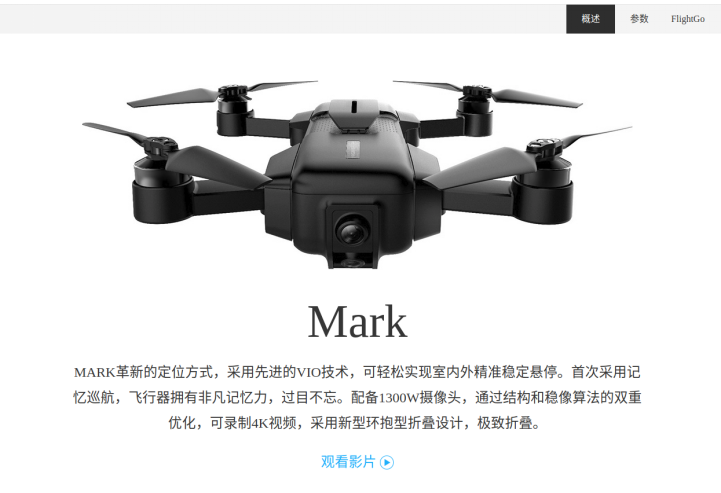 概述 参数 FlightGo
Mark
MARK革新的定位方式，采用先进的VIO技术，可轻松实现室内外精准稳定悬停。首次采用记
忆巡航，飞行器拥有非凡记忆力，过目不忘。配备1300W摄像头，通过结构和稳像算法的双重
优化，可录制4K视频，采用新型环抱型折叠设计，极致折叠。
观看影片